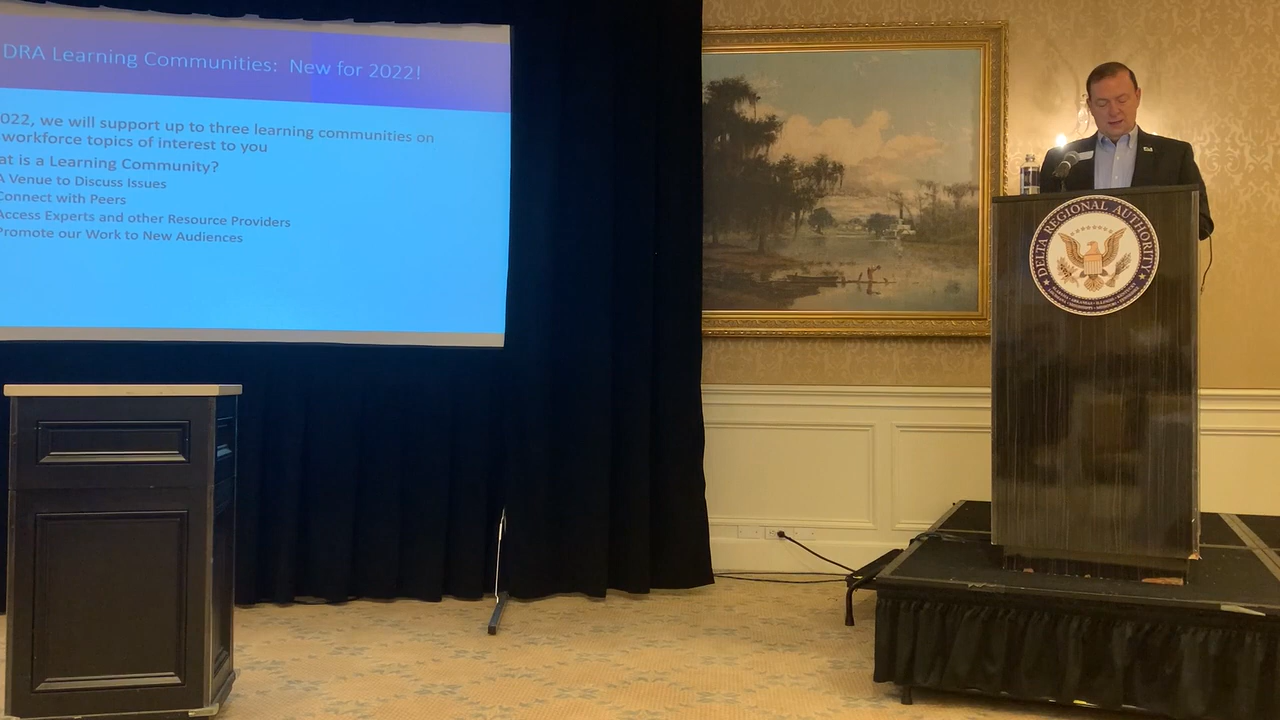 DRA Learning Communities: New for 2022!
022, we will support up to three learning communities on
workforce topics of interest to you
at is a Learning Community?
A Venue to Discuss Issues
Connect with Peers
Access Experts and other Resource Providers
Promote our Work to New Audiences
DELTA REGIONAL AUTHORITY